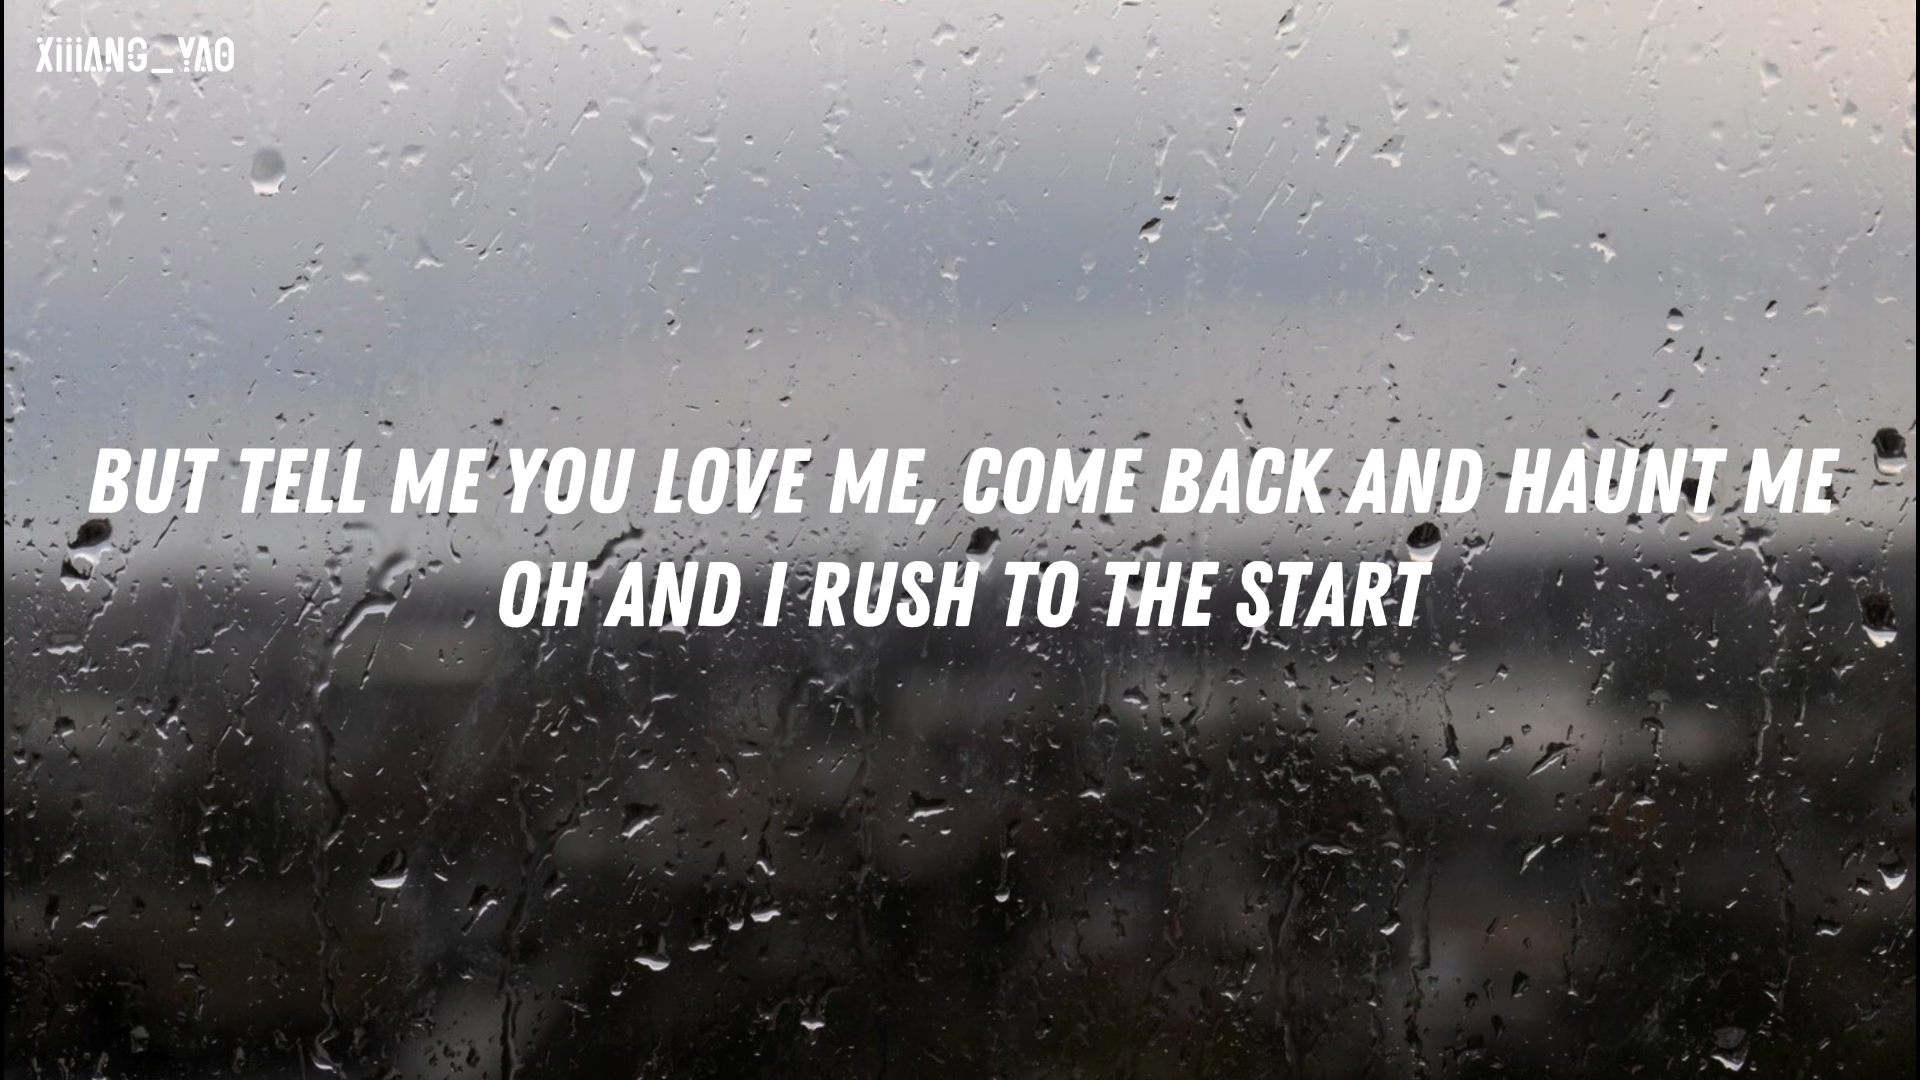 XiiiANG_YAO
BUT TELL ME YOU LOVE ME, COME BACK AND HAUNT ME
OH AND I RUSH TO THE START